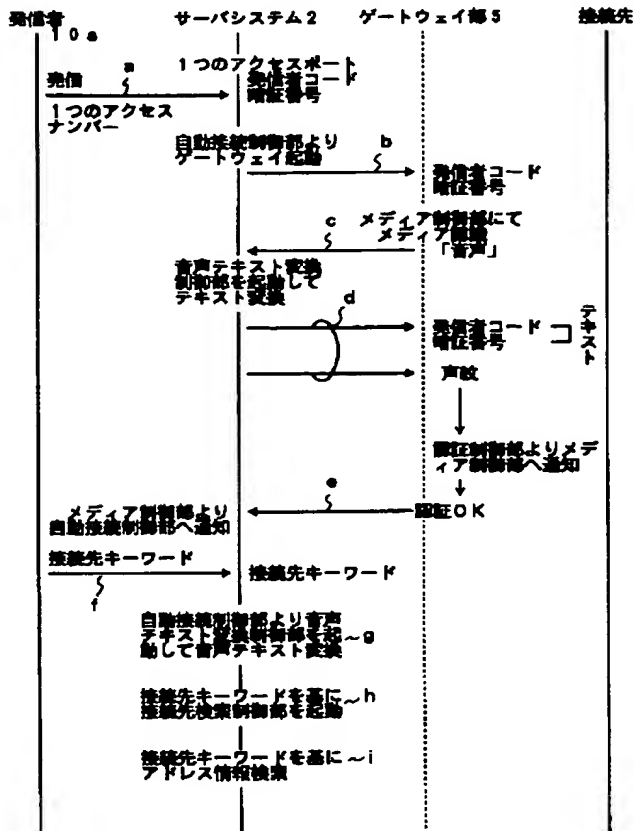 発信者
10a
サーバシステム2
ゲートウェイ部5
接続先
a
発信
1つのアクセス
ナンバー
1つのアクセスポート
発信者コード
暗証番号
自動接続制御部より
ゲートウェイ起動
b
発信者コード
暗証番号
c
メディア制御部にて
メディア認識
「音声」
音声テキスト変換
制御部を起動して
テキスト変換
d
発信者コード
暗証番号
テキスト
声紋
認証制御部よりメデ
ィア制御部へ通知
e
認証OK
メディア制御部より
自動接続制御部へ通知
接続先キーワード
f
接続先キーワード
自動接続制御部より音声
テキスト変換制御部を起~g
動して音声テキスト変換
接続先キーワードを基に~h
接続先検索制御部を起動
接続先キーワードを基に~i
アドレス情報検索